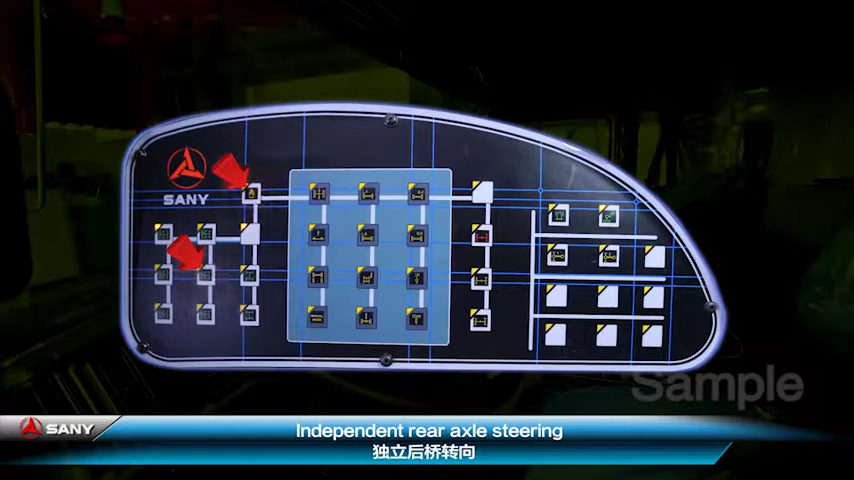 SANY
Sample
SANY
Independent rear axle steering
独立后桥转向